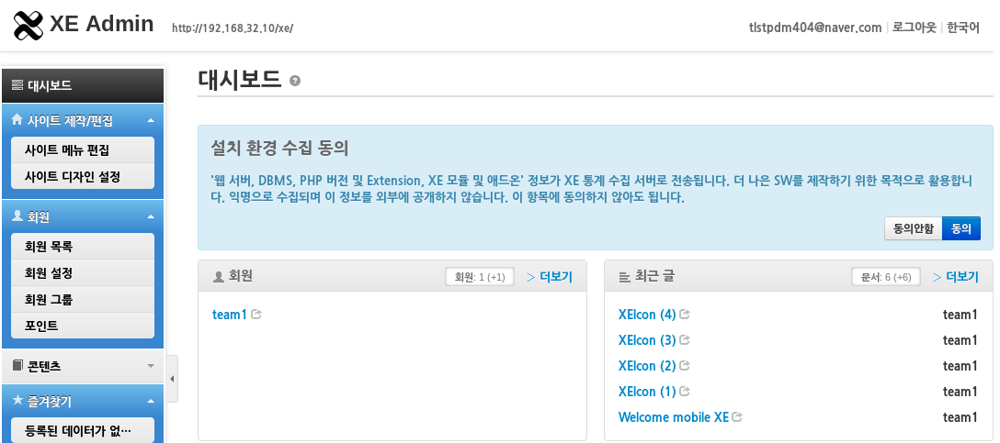 XE Admin http://192.168.32.10/xe/ tlstpdm404@naver.com | 로그아웃 | 한국어
대시보드
사이트 제작/편집
사이트 메뉴 편집
사이트 디자인 설정
회원
회원 목록
회원 설정
회원 그룹
포인트
콘텐츠
즐겨찾기
등록된 데이터가 없…
대시보드 ?
설치 환경 수집 동의
'웹 서버, DBMS, PHP 버전 및 Extension, XE 모듈 및 애드온' 정보가 XE 통계 수집 서버로 전송됩니다. 더 나은 SW를 제작하기 위한 목적으로 활용합니
다. 익명으로 수집되며 이 정보를 외부에 공개하지 않습니다. 이 항목에 동의하지 않아도 됩니다.
동의안함 동의
회원 회원: 1 (+1) > 더보기
team1
최근 글 문서: 6 (+6) > 더보기
XEIcon (4) team1
XEIcon (3) team1
XEIcon (2) team1
XEIcon (1) team1
Welcome mobile XE team1